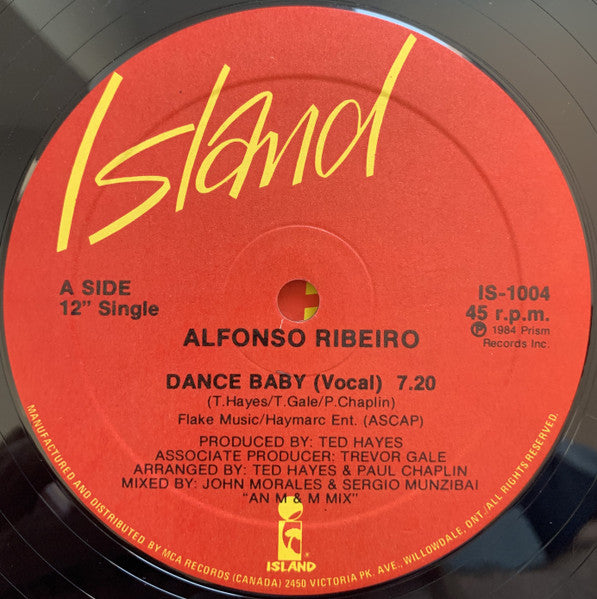 Island
A SIDE
12" Single
IS-1004
45 r.p.m.
℗ 1984 Prism
Records Inc.
ALFONSO RIBEIRO
DANCE BABY (Vocal) 7.20
(T.Hayes/T.Gale/P.Chaplin)
Flake Music/Haymarc Ent. (ASCAP)
PRODUCED BY: TED HAYES
ASSOCIATE PRODUCER: TREVOR GALE
ARRANGED BY: TED HAYES & PAUL CHAPLIN
MIXED BY: JOHN MORALES & SERGIO MUNZIBAI
"AN M & M MIX"
ISLAND®
MANUFACTURED AND DISTRIBUTED BY MCA RECORDS (CANADA) 2450 VICTORIA PK. AVE., WILLOWDALE, ONT./ALL RIGHTS RESERVED.